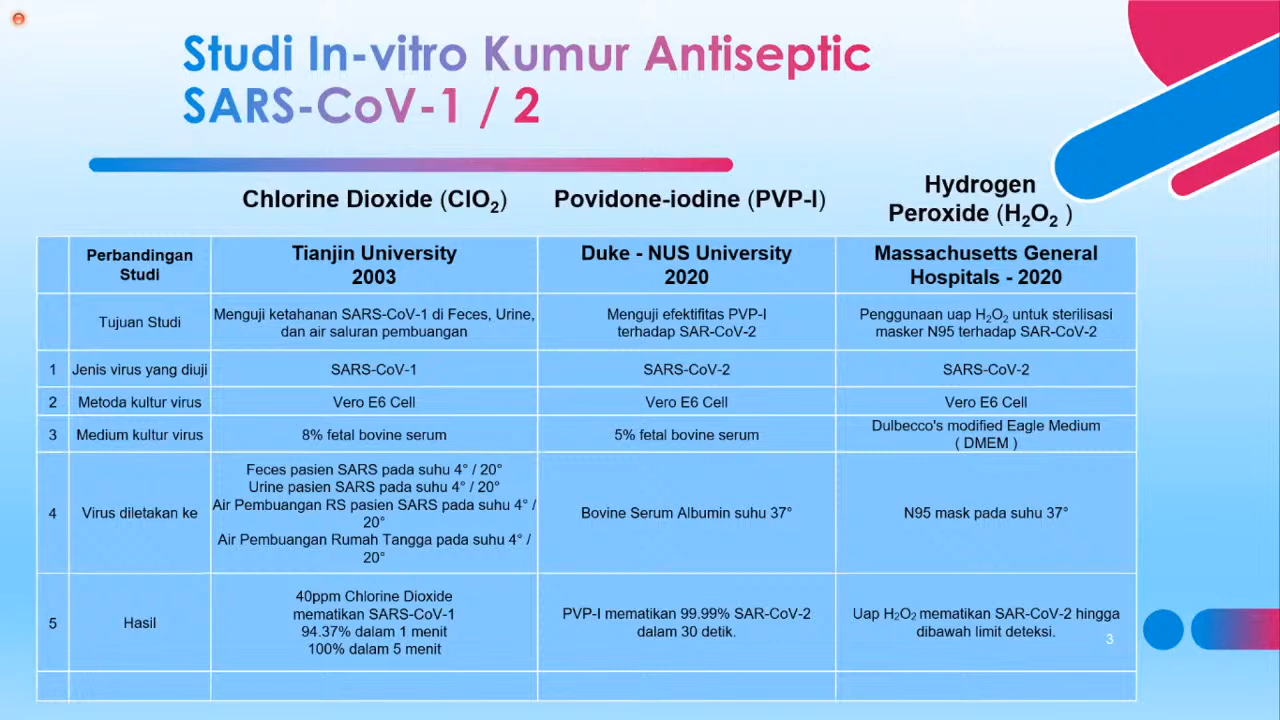 Studi In-vitro Kumur Antiseptic
SARS-CoV-1 / 2
Chlorine Dioxide (ClO₂)
Povidone-iodine (PVP-I)
Hydrogen
Peroxide (H₂O₂ )
Perbandingan
Studi
Tianjin University
2003
Duke - NUS University
2020
Massachusetts General
Hospitals - 2020
Tujuan Studi
Menguji ketahanan SARS-CoV-1 di Feces, Urine,
dan air saluran pembuangan
Menguji efektifitas PVP-I
terhadap SAR-CoV-2
Penggunaan uap H₂O₂ untuk sterilisasi
masker N95 terhadap SAR-CoV-2
1
Jenis virus yang diuji
SARS-CoV-1
SARS-CoV-2
SARS-CoV-2
2
Metoda kultur virus
Vero E6 Cell
Vero E6 Cell
Vero E6 Cell
3
Medium kultur virus
8% fetal bovine serum
5% fetal bovine serum
Dulbecco's modified Eagle Medium
( DMEM )
4
Virus diletakan ke
Feces pasien SARS pada suhu 4° / 20°
Urine pasien SARS pada suhu 4° / 20°
Air Pembuangan RS pasien SARS pada suhu 4° /
20°
Air Pembuangan Rumah Tangga pada suhu 4° /
20°
Bovine Serum Albumin suhu 37°
N95 mask pada suhu 37°
5
Hasil
40ppm Chlorine Dioxide
mematikan SARS-CoV-1
94.37% dalam 1 menit
100% dalam 5 menit
PVP-I mematikan 99.99% SAR-CoV-2
dalam 30 detik.
Uap H₂O₂ mematikan SAR-CoV-2 hingga
dibawah limit deteksi.
3